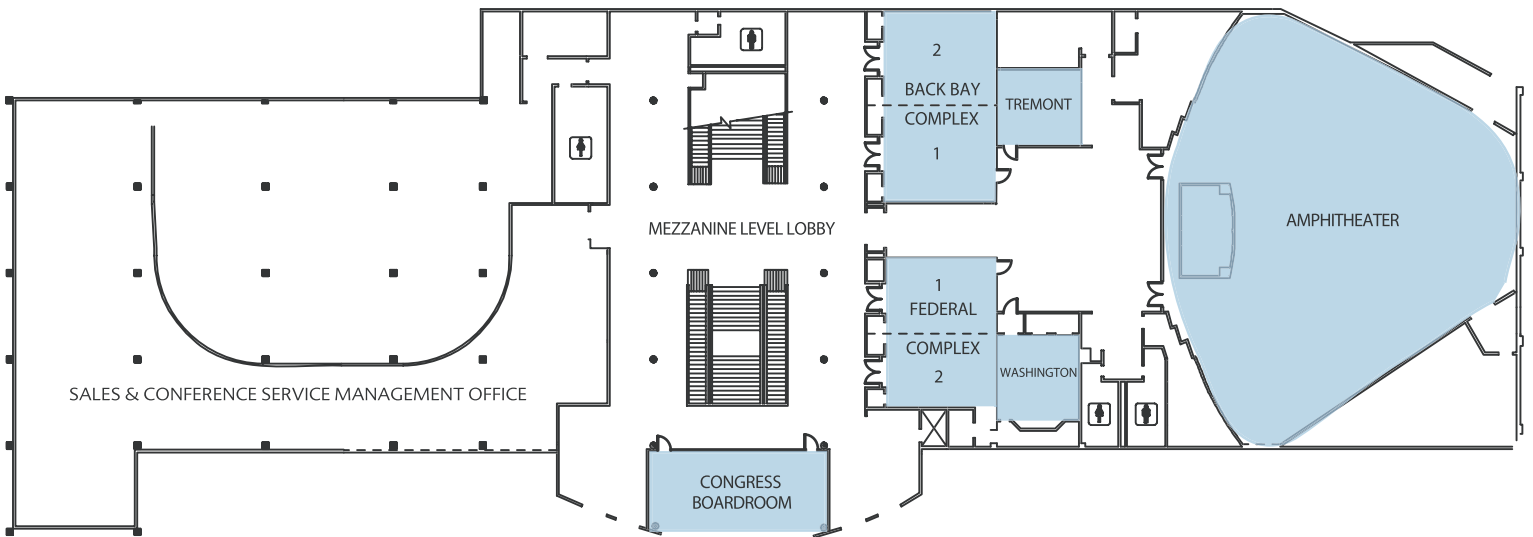 2
BACK BAY
COMPLEX
1
TREMONT
AMPHITHEATER
MEZZANINE LEVEL LOBBY
1
FEDERAL
COMPLEX
2
WASHINGTON
SALES & CONFERENCE SERVICE MANAGEMENT OFFICE
CONGRESS
BOARDROOM